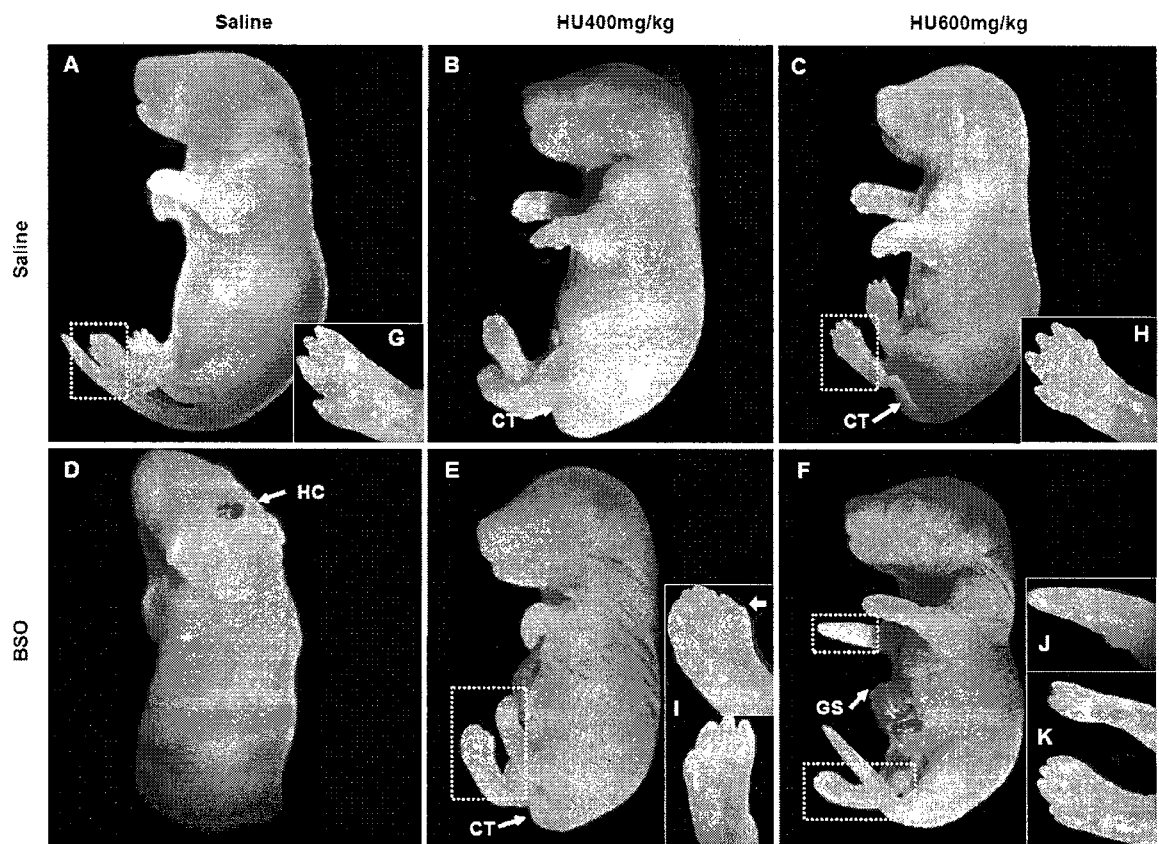 Saline
HU400mg/kg
HU600mg/kg
Saline
A
B
C
G
H
CT
CT
BSO
D
HC
E
F
I
J
GS
K
CT